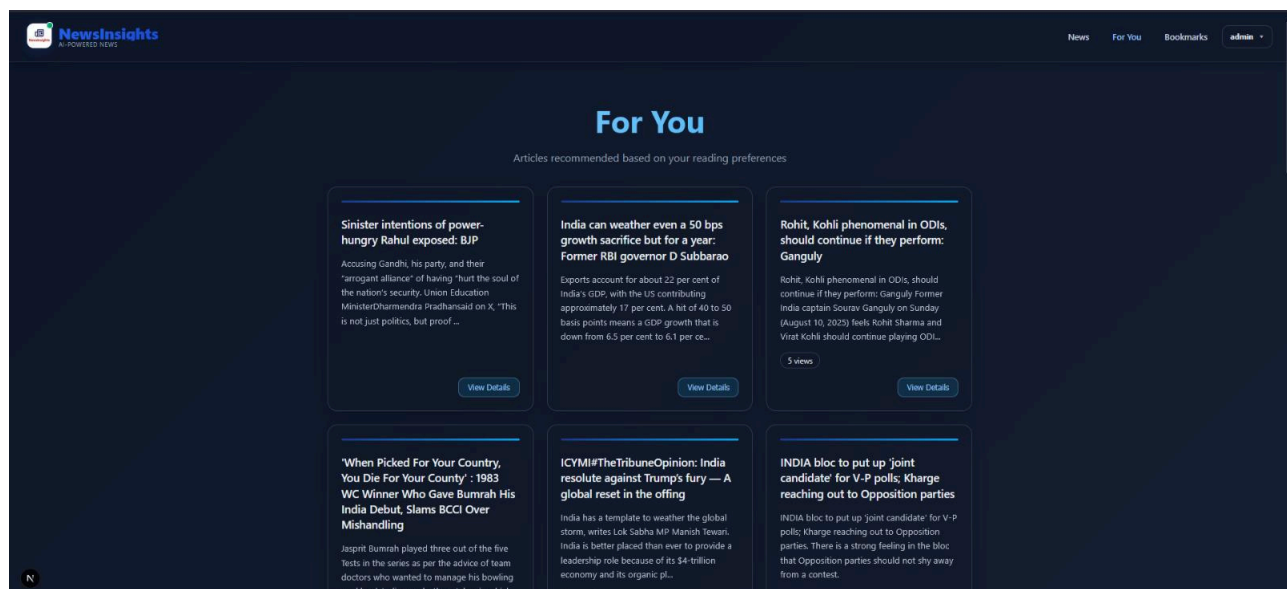 NewsInsights
AI-POWERED NEWS
News
For You
Bookmarks
admin
For You
Articles recommended based on your reading preferences
Sinister intentions of power-
hungry Rahul exposed: BJP
Accusing Gandhi, his party, and their
"arrogant alliance" of having "hurt the soul of
the nation's security. Union Education
MinisterDharmendra Pradhansaid on X, "This
is not just politics, but proof ...
View Details
India can weather even a 50 bps
growth sacrifice but for a year:
Former RBI governor D Subbarao
Exports account for about 22 per cent of
India's GDP, with the US contributing
approximately 17 per cent. A hit of 40 to 50
basis points means a GDP growth that is
down from 6.5 per cent to 6.1 per ce...
View Details
Rohit, Kohli phenomenal in ODIs,
should continue if they perform:
Ganguly
Rohit, Kohli phenomenal in ODIs, should
continue if they perform: Ganguly Former
India captain Sourav Ganguly on Sunday
(August 10, 2025) feels Rohit Sharma and
Virat Kohli should continue playing ODI...
5 views
View Details
'When Picked For Your Country,
You Die For Your County' : 1983
WC Winner Who Gave Bumrah His
India Debut, Slams BCCI Over
Mishandling
Jasprit Bumrah played three out of the five
Tests in the series as per the advice of team
doctors who wanted to manage his bowling
ICYMI#TheTribuneOpinion: India
resolute against Trump's fury — A
global reset in the offing
India has a template to weather the global
storm, writes Lok Sabha MP Manish Tewari.
India is better placed than ever to provide a
leadership role because of its $4-trillion
economy and its organic pl...
INDIA bloc to put up 'joint
candidate' for V-P polls; Kharge
reaching out to Opposition parties
INDIA bloc to put up 'joint candidate' for V-P
polls; Kharge reaching out to Opposition
parties. There is a strong feeling in the bloc
that Opposition parties should not shy away
from a contest.
N